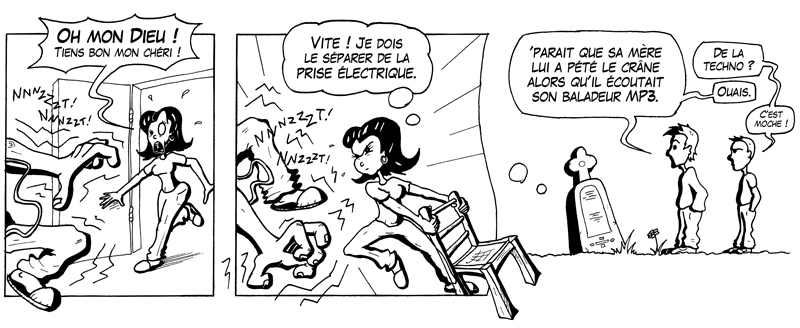 OH MON DIEU !
TIENS BON MON CHÉRI !
NNNZZZT!
NNNZZT!
VITE ! JE DOIS
LE SÉPARER DE LA
PRISE ÉLECTRIQUE.
NNNZZZT!
NNZZZT!
'PARAIT QUE SA MÈRE
LUI A PÉTÉ LE CRÂNE
ALORS QU'IL ÉCOUTAIT
SON BALADEUR MP3.
DE LA
TECHNO ?
OUAIS.
C'EST
MOCHE !